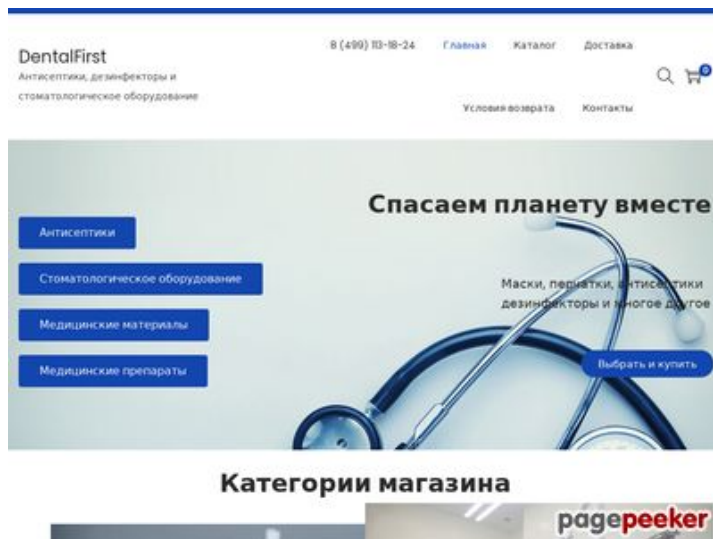 DentalFirst
Антисептики, дезинфекторы и
стоматологическое оборудование
8 (499) 113-18-24
Главная
Каталог
Доставка
0
Условия возврата
Контакты
Спасаем планету вместе
Антисептики
Стоматологическое оборудование
Медицинские материалы
Медицинские препараты
Маски, перчатки, антисептики
дезинфекторы и многое другое
Выбрать и купить
Категории магазина
pagepeeker